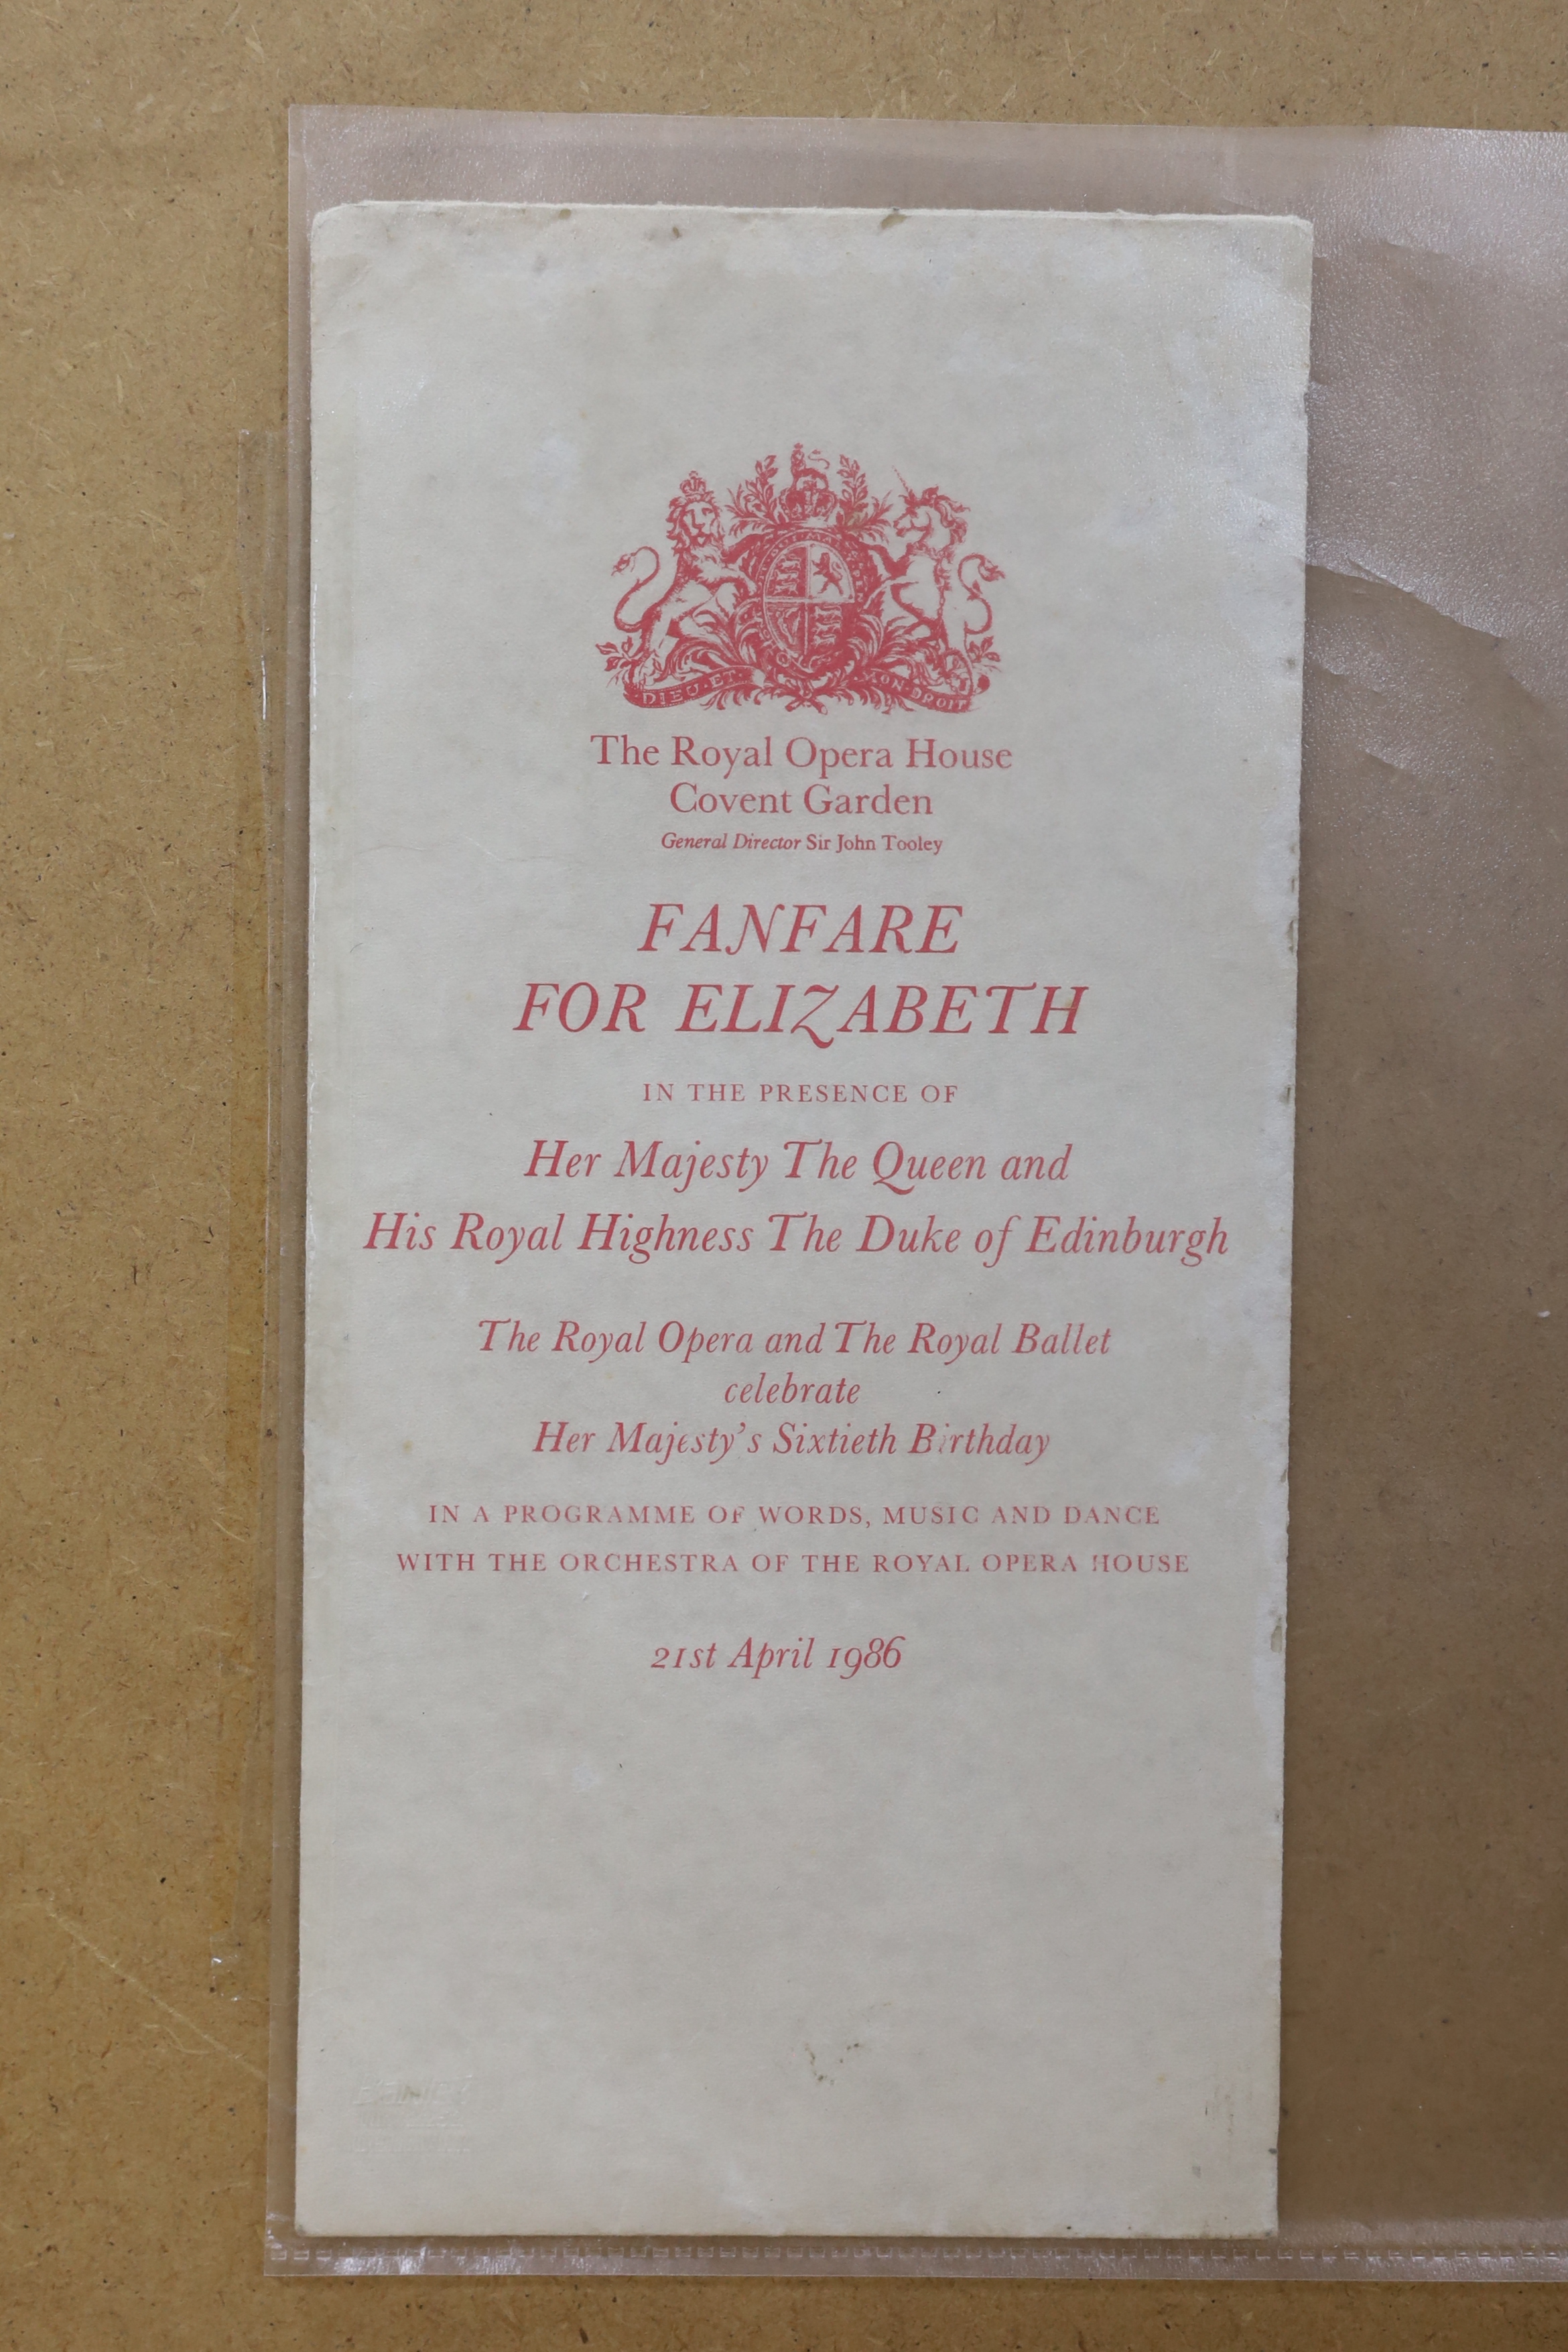 DIEU · ET MON · DROIT
The Royal Opera House
Covent Garden
General Director Sir John Tooley
FANFARE
FOR ELIZABETH
IN THE PRESENCE OF
Her Majesty The Queen and
His Royal Highness The Duke of Edinburgh
The Royal Opera and The Royal Ballet
celebrate
Her Majesty's Sixtieth Birthday
IN A PROGRAMME OF WORDS, MUSIC AND DANCE
WITH THE ORCHESTRA OF THE ROYAL OPERA HOUSE
21st April 1986